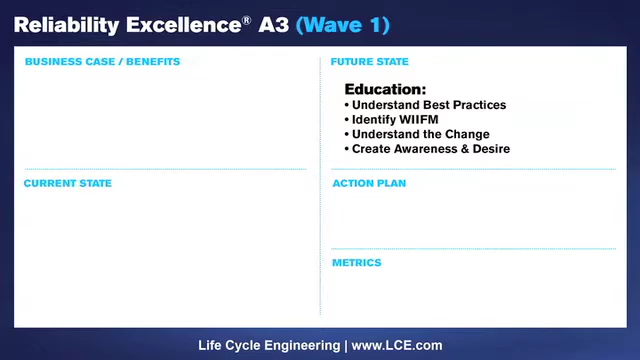 Reliability Excellence® A3 (Wave 1)
BUSINESS CASE / BENEFITS
FUTURE STATE
Education:
• Understand Best Practices
• Identify WIIFM
• Understand the Change
• Create Awareness & Desire
CURRENT STATE
ACTION PLAN
METRICS
Life Cycle Engineering | www.LCE.com